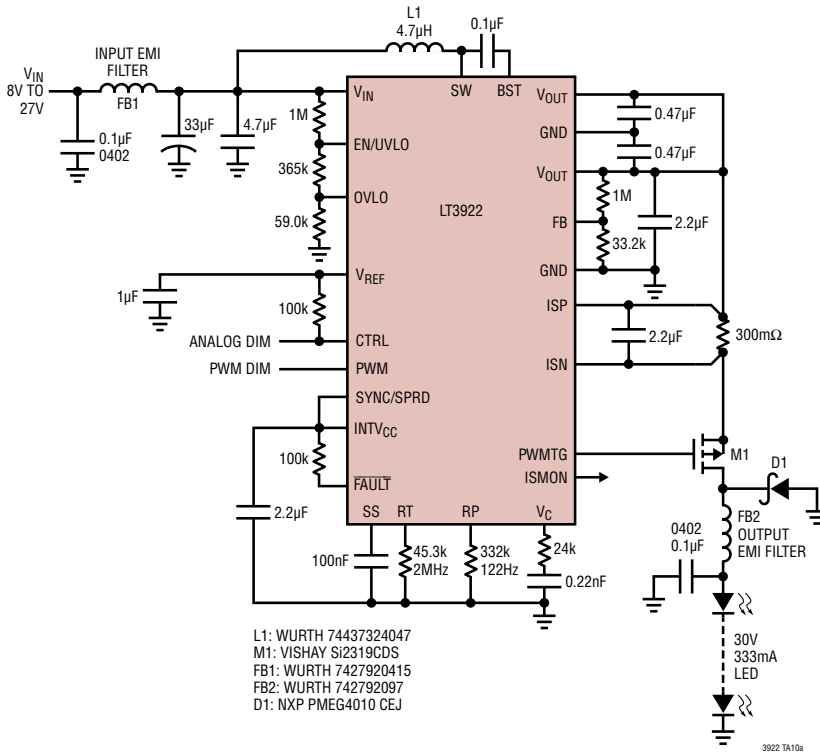 L1
4.7µH
0.1µF
INPUT EMI
FILTER
FB1
VIN
8V TO
27V
0.1µF
0402
33µF
4.7µF
1M
365k
59.0k
VIN
SW
BST
EN/UVLO
OVLO
LT3922
VOUT
GND
VOUT
FB
GND
0.47µF
0.47µF
1M
33.2k
2.2µF
1µF
VREF
100k
ANALOG DIM
CTRL
PWM DIM
PWM
SYNC/SPRD
INTVCC
100k
FAULT
2.2µF
ISP
ISN
2.2µF
300mΩ
PWMTG
ISMON
M1
D1
SS
RT
RP
VC
100nF
45.3k
2MHz
332k
122Hz
24k
0.22nF
FB2
OUTPUT
EMI FILTER
0402
0.1µF
30V
333mA
LED
L1: WURTH 74437324047
M1: VISHAY Si2319CDS
FB1: WURTH 7427920415
FB2: WURTH 742792097
D1: NXP PMEG4010 CEJ
3922 TA10a